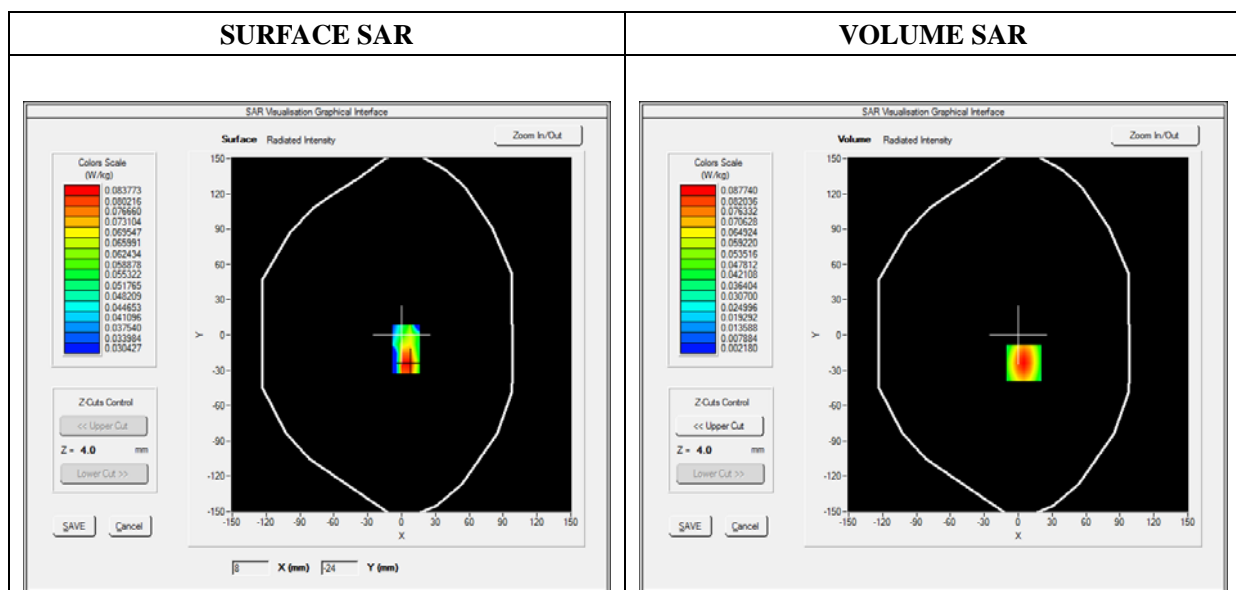 SURFACE SAR
VOLUME SAR
SAR Visualisation Graphical Interface
Surface Radiated Intensity
Zoom In/Out
Colors Scale
(W/kg)
0.083773
0.080216
0.076660
0.073104
0.069547
0.065991
0.062434
0.058878
0.055322
0.051765
0.048209
0.044653
0.041096
0.037540
0.033984
0.030427
Z-Cuts Control
<< Upper Cut
Z = 4.0 mm
Lower Cut >>
SAVE Cancel
150
120
90
60
30
0
-30
-60
-90
-120
-150
Y
-150 -120 -90 -60 -30 0 30 60 90 120 150
X
8 X (mm) -24 Y (mm)
SAR Visualisation Graphical Interface
Volume Radiated Intensity
Zoom In/Out
Colors Scale
(W/kg)
0.087740
0.082036
0.076332
0.070628
0.064924
0.059220
0.053516
0.047812
0.042108
0.036404
0.030700
0.024996
0.019292
0.013588
0.007884
0.002180
Z-Cuts Control
<< Upper Cut
Z = 4.0 mm
Lower Cut >>
SAVE Cancel
150
120
90
60
30
0
-30
-60
-90
-120
-150
Y
-150 -120 -90 -60 -30 0 30 60 90 120 150
X